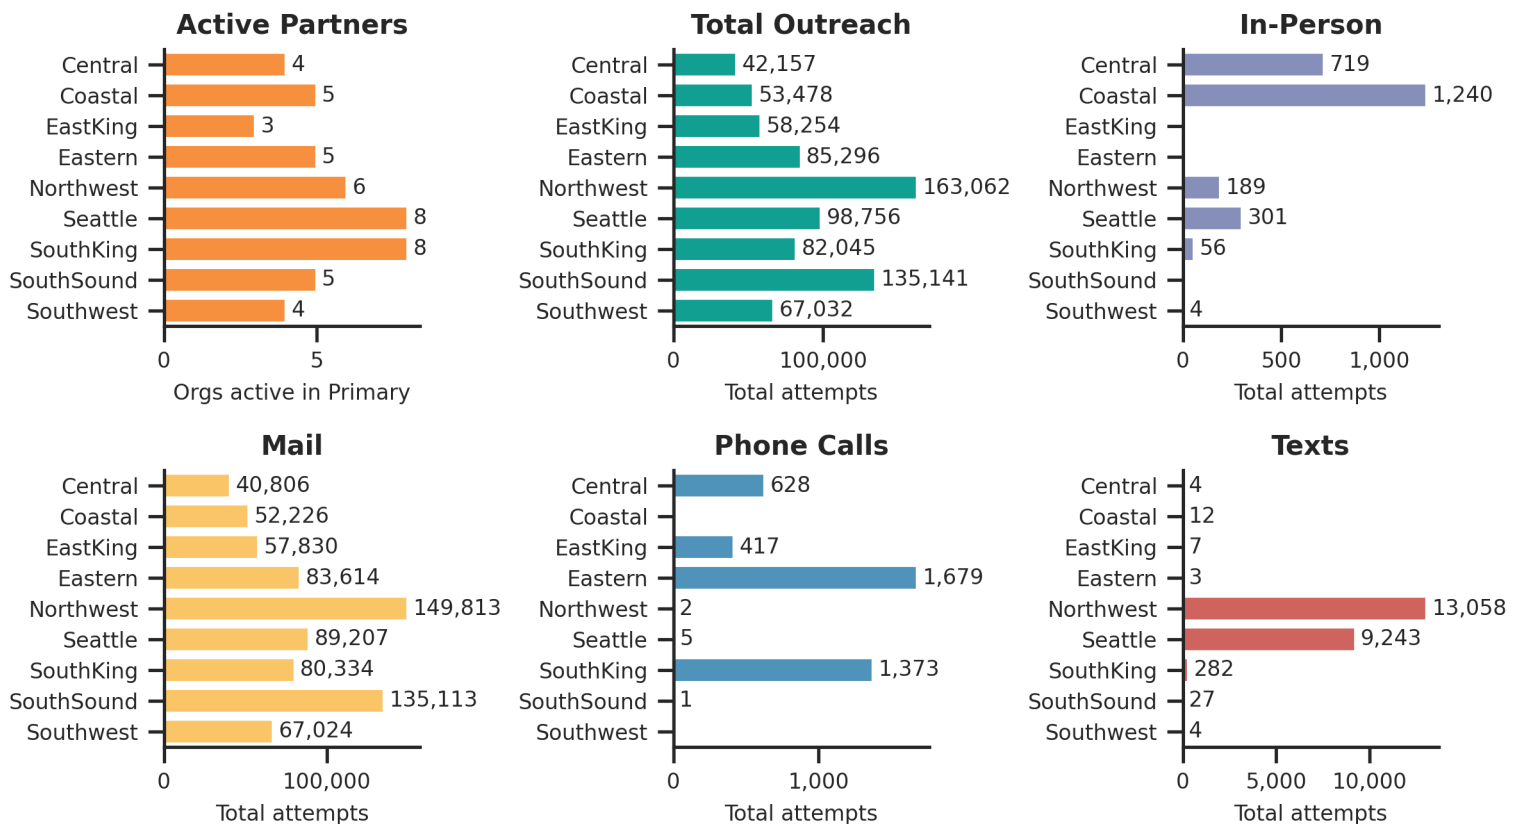 Active Partners
Central 4
Coastal 5
EastKing 3
Eastern 5
Northwest 6
Seattle 8
SouthKing 8
SouthSound 5
Southwest 4
0 5
Orgs active in Primary
Total Outreach
Central 42,157
Coastal 53,478
EastKing 58,254
Eastern 85,296
Northwest 163,062
Seattle 98,756
SouthKing 82,045
SouthSound 135,141
Southwest 67,032
0 100,000
Total attempts
In-Person
Central 719
Coastal 1,240
EastKing
Eastern
Northwest 189
Seattle 301
SouthKing 56
SouthSound
Southwest 4
0 500 1,000
Total attempts
Mail
Central 40,806
Coastal 52,226
EastKing 57,830
Eastern 83,614
Northwest 149,813
Seattle 89,207
SouthKing 80,334
SouthSound 135,113
Southwest 67,024
0 100,000
Total attempts
Phone Calls
Central 628
Coastal
EastKing 417
Eastern 1,679
Northwest 2
Seattle 5
SouthKing 1,373
SouthSound 1
Southwest
0 1,000
Total attempts
Texts
Central 4
Coastal 12
EastKing 7
Eastern 3
Northwest 13,058
Seattle 9,243
SouthKing 282
SouthSound 27
Southwest 4
0 5,000 10,000
Total attempts